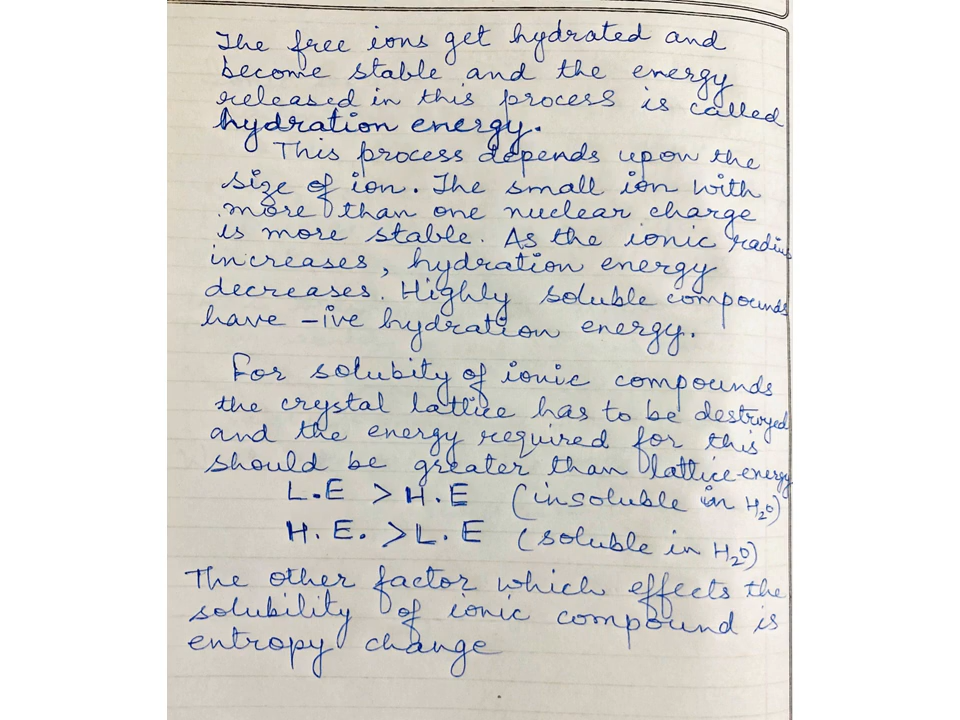 The free ions get hydrated and
become stable and the energy
released in this process is called
hydration energy.
This process depends upon the
size of ion. The small ion with
more than one nuclear charge
is more stable. As the ionic radius
increases, hydration energy
decreases. Highly soluble compounds
have -ive hydration energy.
For solubity of ionic compounds
the crystal lattice has to be destroyed
and the energy required for this
should be greater than lattice energy
L.E > H.E (insoluble in H₂O)
H.E. > L.E (soluble in H₂O)
The other factor which effects the
solubility of ionic compound is
entropy change